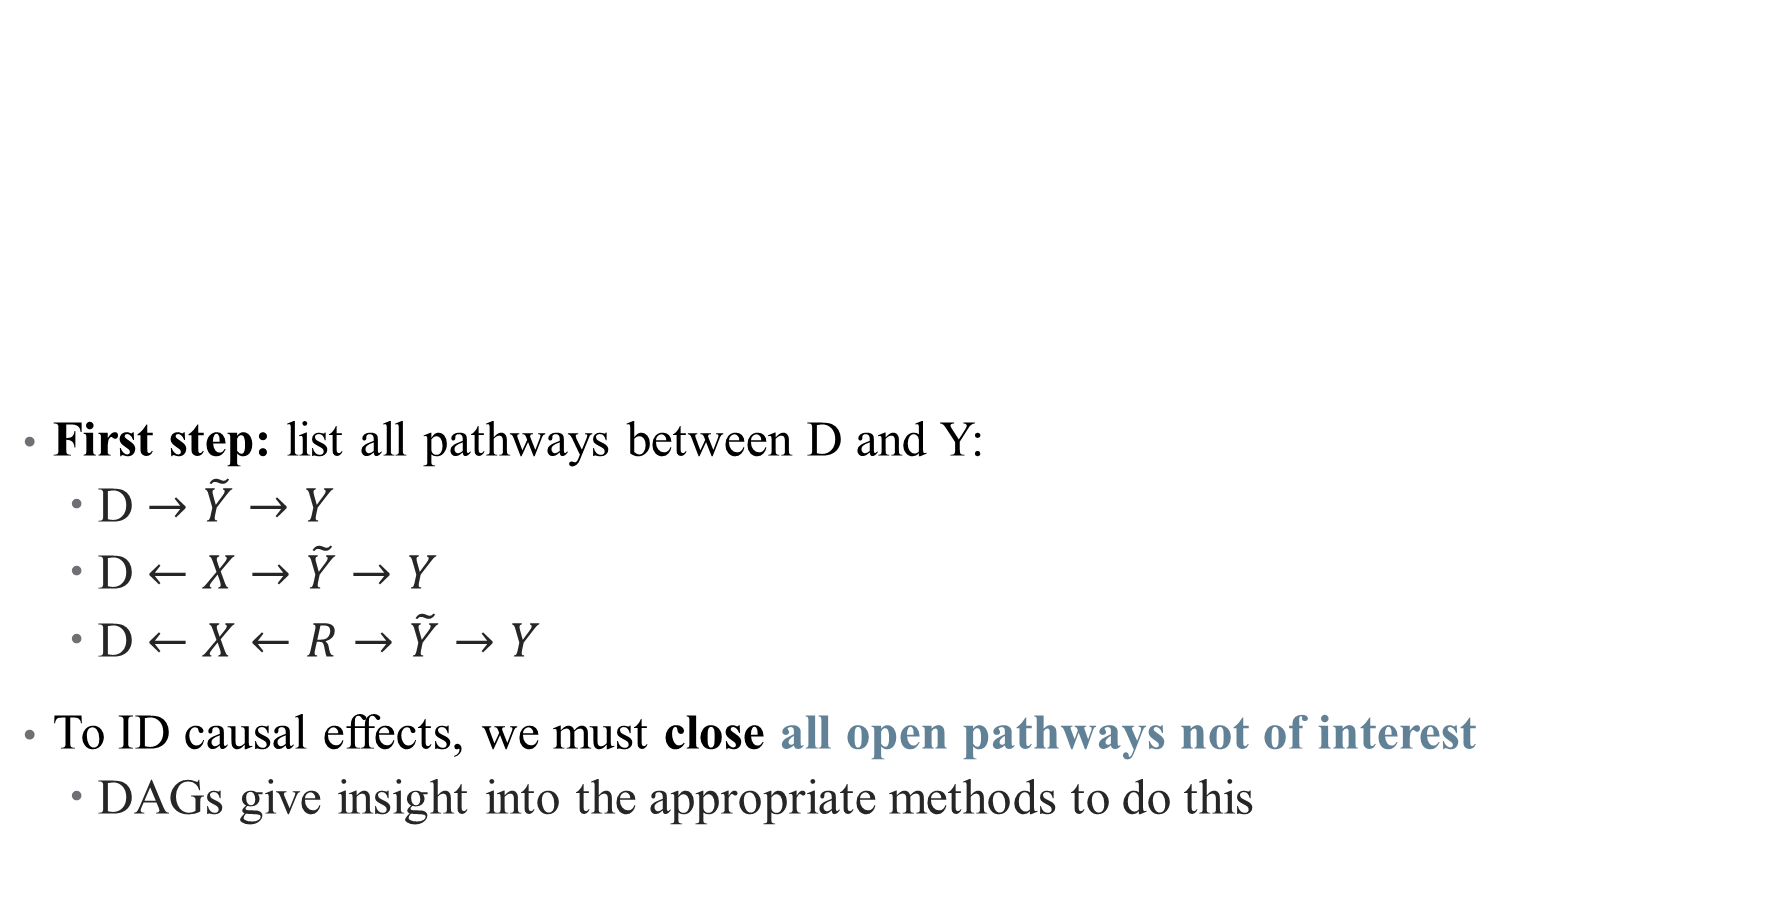 • First step: list all pathways between D and Y:
• D → Ỹ → Y
• D ← X → Ỹ → Y
• D ← X ← R → Ỹ → Y
• To ID causal effects, we must close all open pathways not of interest
• DAGs give insight into the appropriate methods to do this